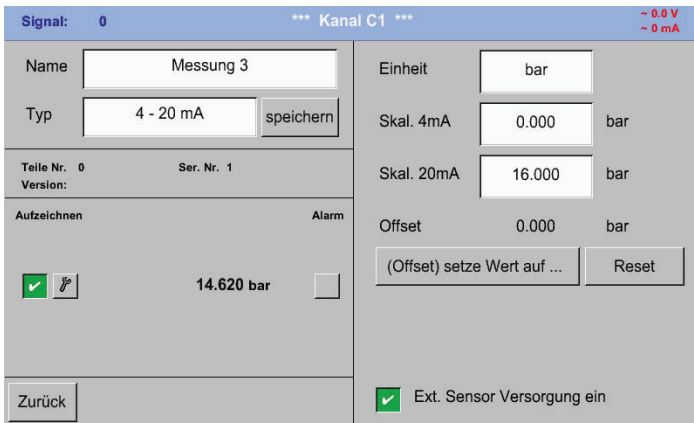 Signal: 0 *** Kanal C1 *** ~ 0.0 V
~ 0 mA
Name Messung 3
Typ 4 - 20 mA speichern
Teile Nr. 0 Ser. Nr. 1
Version:
Aufzeichnen Alarm
14.620 bar
Zurück
Einheit bar
Skal. 4mA 0.000 bar
Skal. 20mA 16.000 bar
Offset 0.000 bar
(Offset) setze Wert auf ... Reset
Ext. Sensor Versorgung ein